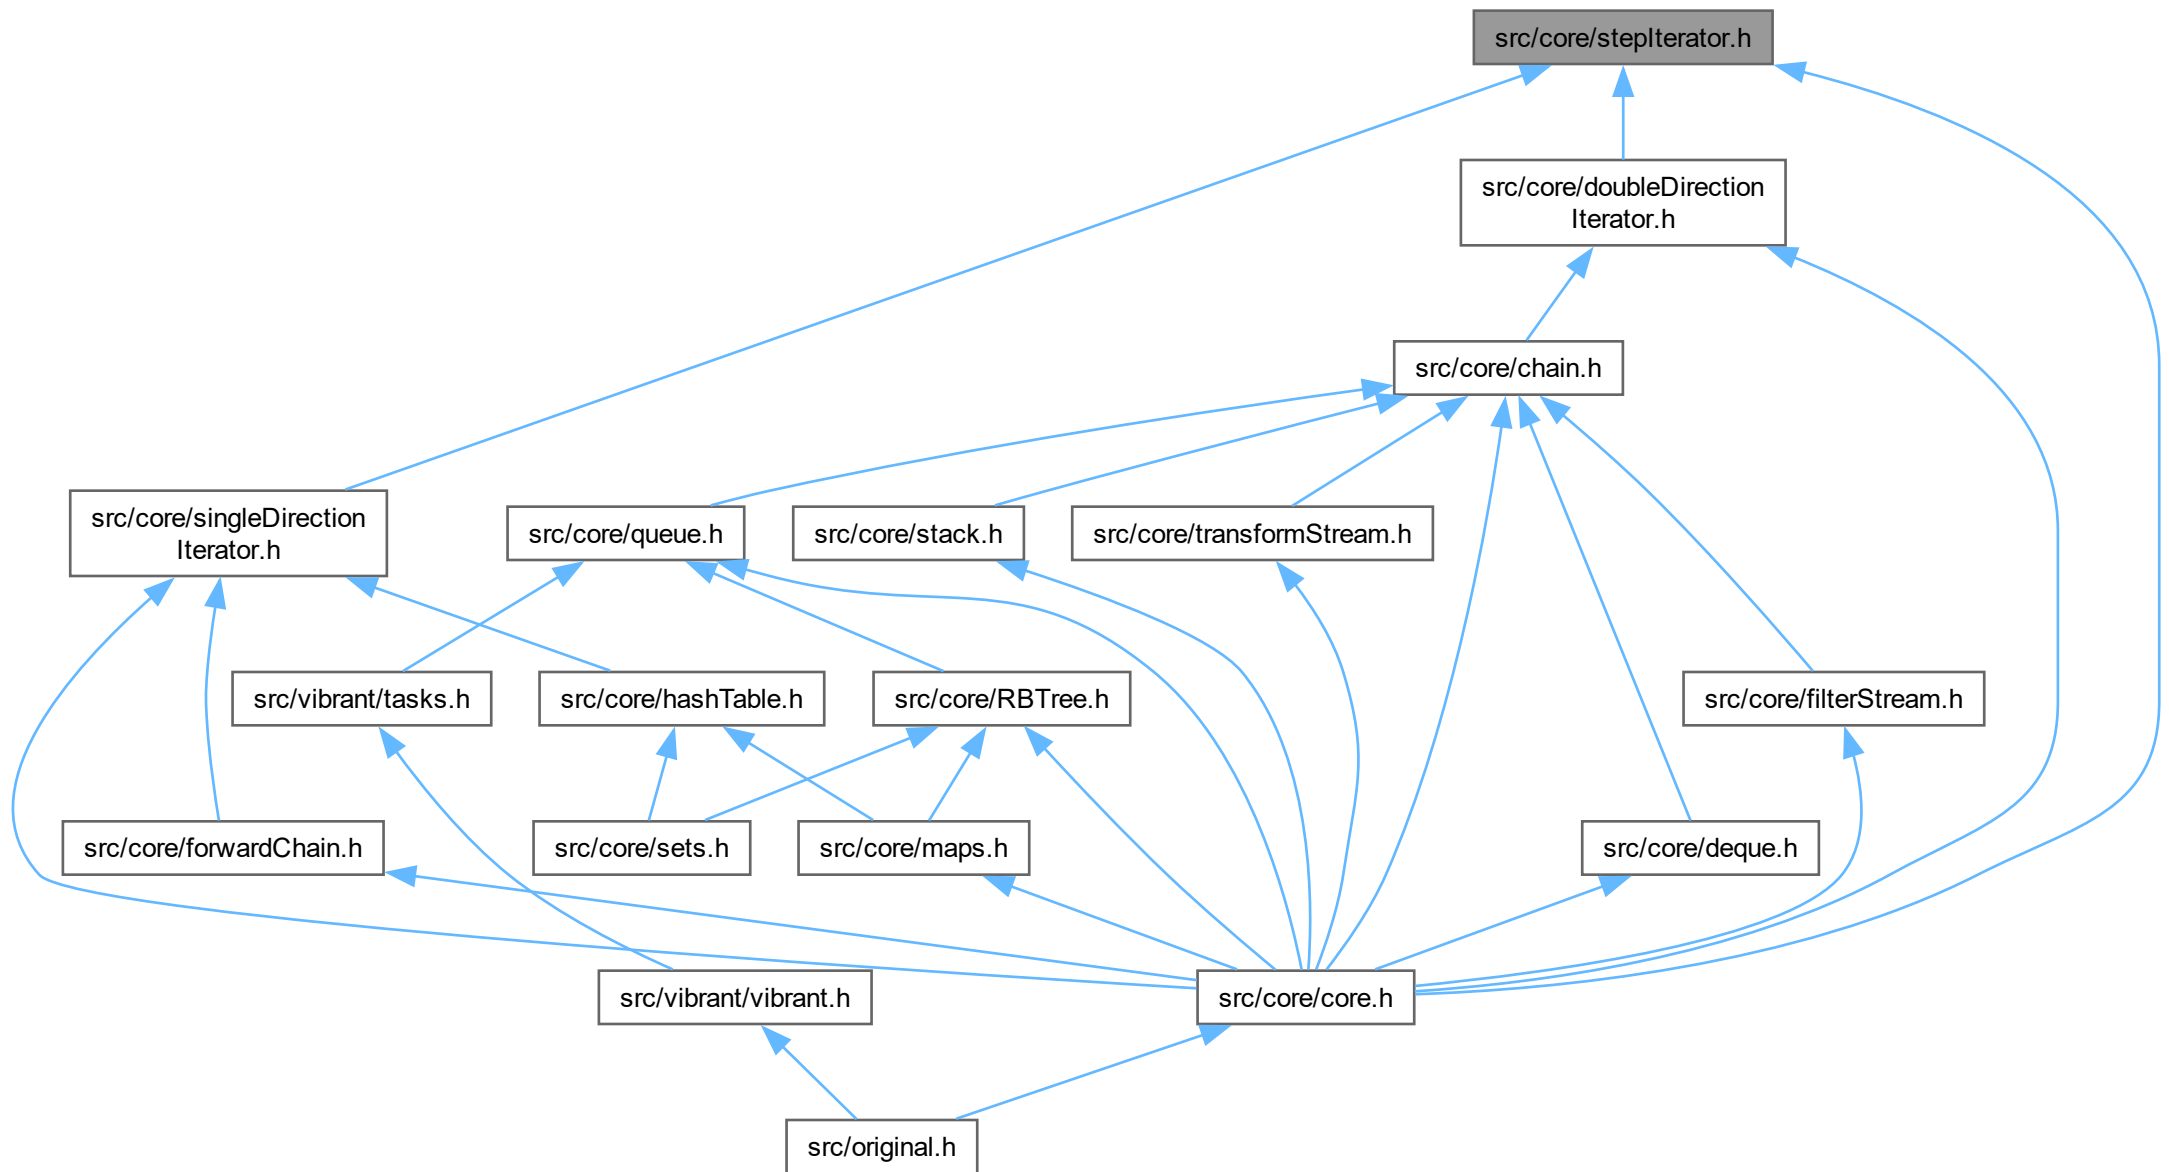 src/core/stepIterator.h
src/core/doubleDirection
Iterator.h
src/core/chain.h
src/core/singleDirection
Iterator.h
src/core/queue.h
src/core/stack.h
src/core/transformStream.h
src/vibrant/tasks.h
src/core/hashTable.h
src/core/RBTree.h
src/core/filterStream.h
src/core/forwardChain.h
src/core/sets.h
src/core/maps.h
src/core/deque.h
src/vibrant/vibrant.h
src/core/core.h
src/original.h